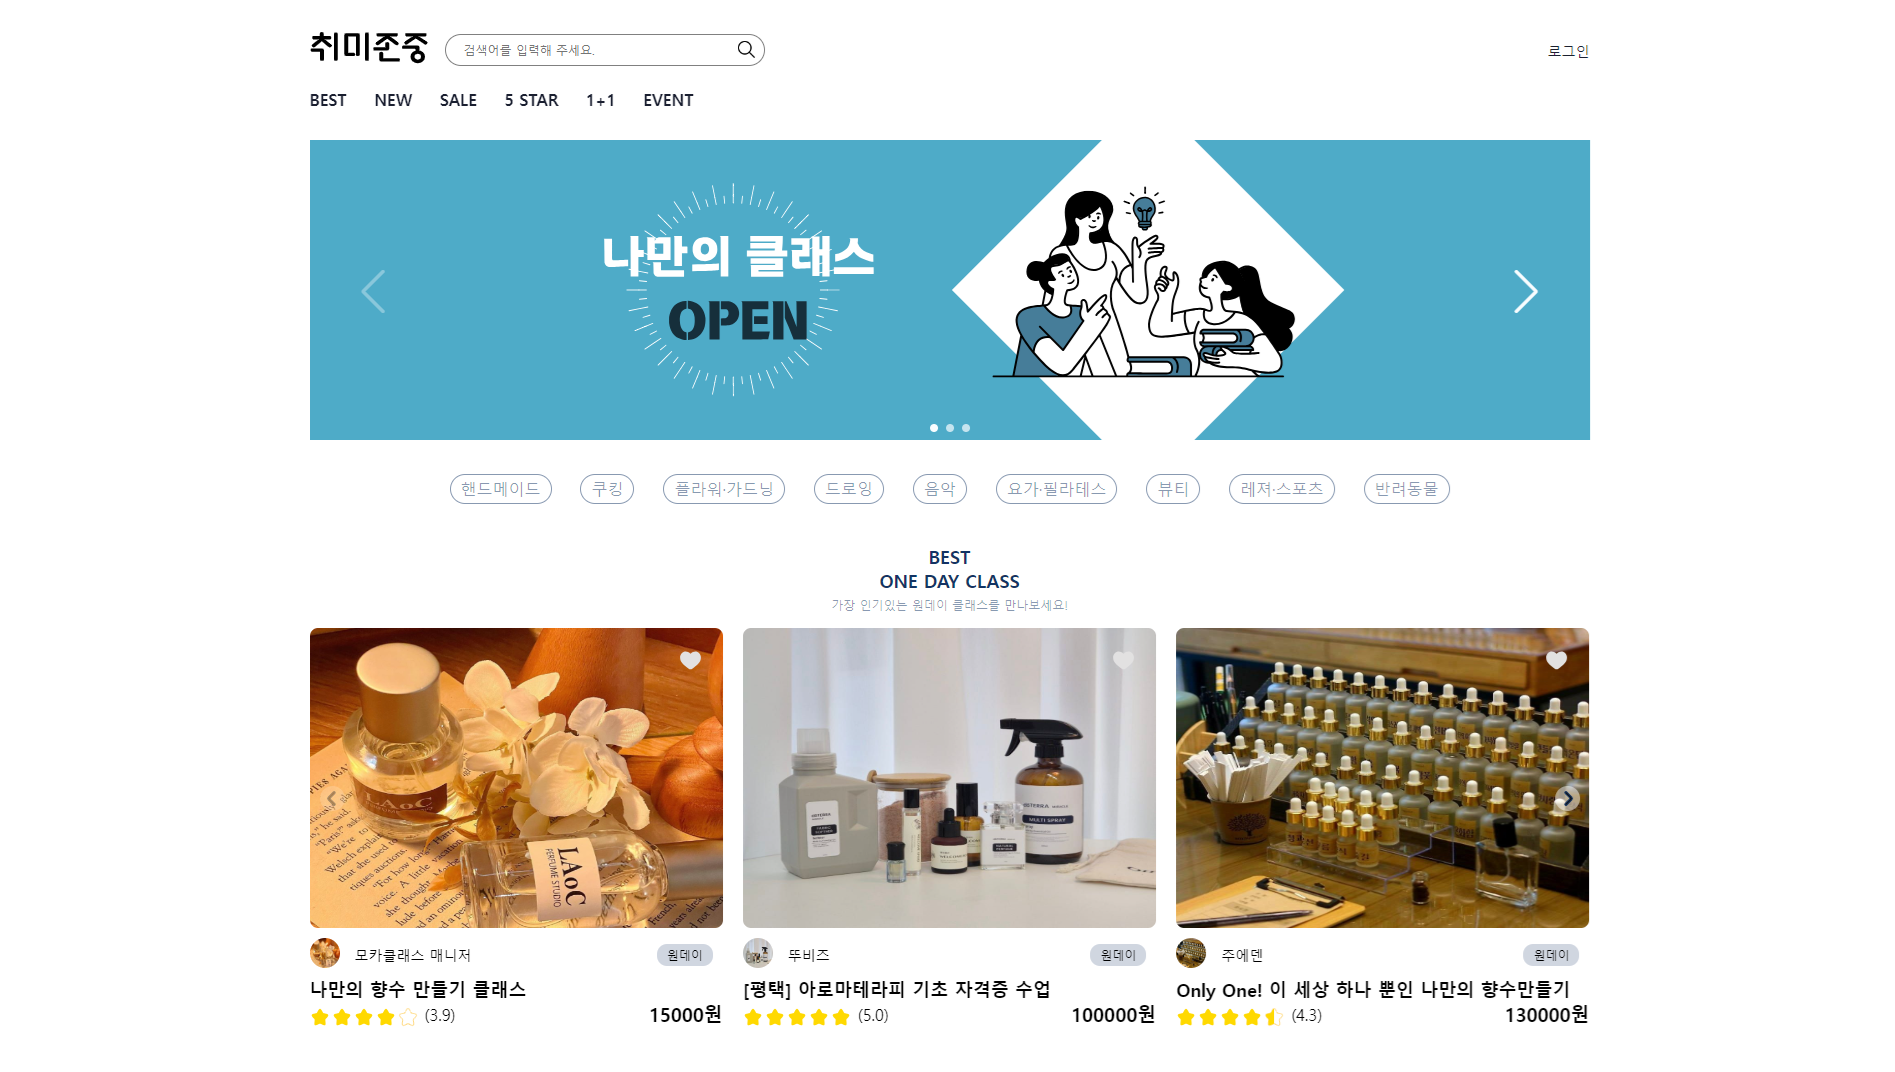 취미존중
검색어를 입력해 주세요.
로그인
BEST NEW SALE 5 STAR 1+1 EVENT
나만의 클래스
OPEN
핸드메이드 쿠킹 플라워·가드닝 드로잉 음악 요가·필라테스 뷰티 레저·스포츠 반려동물
BEST
ONE DAY CLASS
가장 인기있는 원데이 클래스를 만나보세요!
LAoC
LAoC
PERFUME STUDIO
MULTI SPRAY
모카클래스 매니저 원데이
나만의 향수 만들기 클래스
(3.9) 15000원
뚜비즈 원데이
[평택] 아로마테라피 기초 자격증 수업
(5.0) 100000원
주에덴 원데이
Only One! 이 세상 하나 뿐인 나만의 향수만들기
(4.3) 130000원